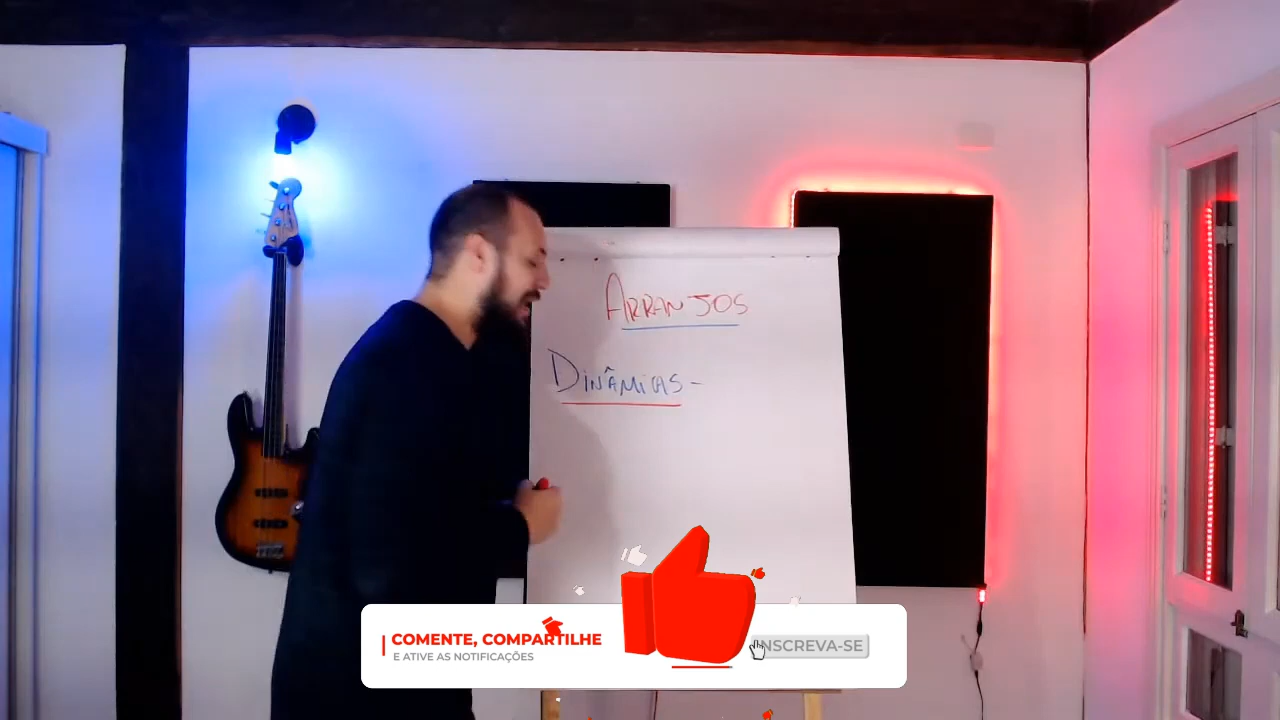 ARRANJOS
DINÂMICAS -
COMENTE, COMPARTILHE
E ATIVE AS NOTIFICAÇÕES
INSCREVA-SE